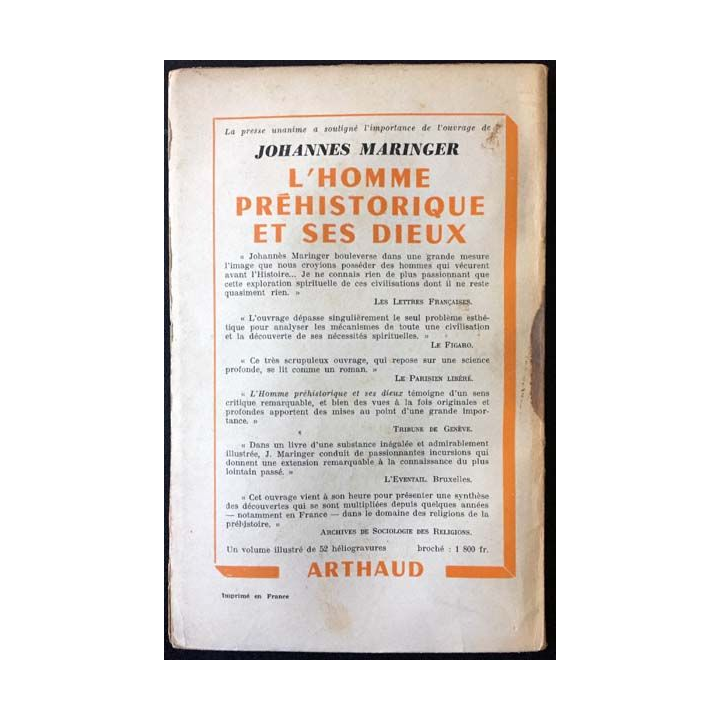 La presse unanime a souligné l'importance de l'ouvrage de
JOHANNES MARINGER
L'HOMME
PRÉHISTORIQUE
ET SES DIEUX
« Johannès Maringer bouleverse dans une grande mesure
l'image que nous croyions posséder des hommes qui vécurent
avant l'Histoire... Je ne connais rien de plus passionnant que
cette exploration spirituelle de ces civilisations dont il ne reste
quasiment rien. »
LES LETTRES FRANÇAISES.
« L'ouvrage dépasse singulièrement le seul problème esthé-
tique pour analyser les mécanismes de toute une civilisation
et la découverte de ses nécessités spirituelles. »
LE FIGARO.
« Ce très scrupuleux ouvrage, qui repose sur une science
profonde, se lit comme un roman. »
LE PARISIEN LIBÉRÉ.
« L'Homme préhistorique et ses dieux témoigne d'un sens
critique remarquable, et bien des vues à la fois originales et
profondes apportent des mises au point d'une grande impor-
tance. »
TRIBUNE DE GENÈVE.
« Dans un livre d'une substance inégalée et admirablement
illustrée, J. Maringer conduit de passionnantes incursions qui
donnent une extension remarquable à la connaissance du plus
lointain passé. »
L'EVENTAIL. Bruxelles.
« Cet ouvrage vient à son heure pour présenter une synthèse
des découvertes qui se sont multipliées depuis quelques années
— notamment en France — dans le domaine des religions de la
préhistoire. »
ARCHIVES DE SOCIOLOGIE DES RELIGIONS.
Un volume illustré de 52 héliogravures broché : 1 800 fr.
ARTHAUD
Imprimé en France